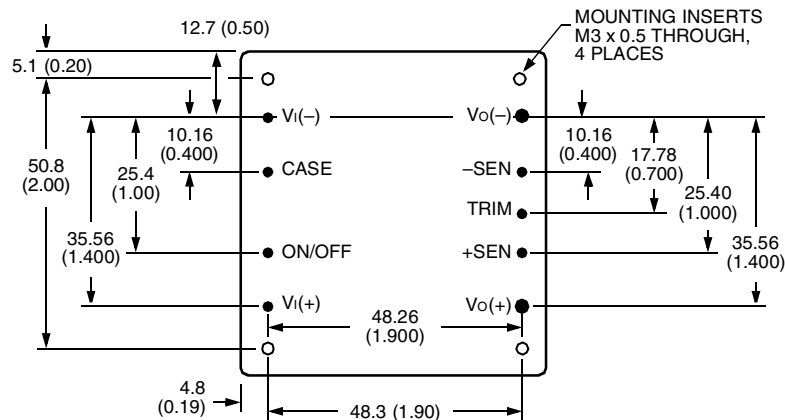 12.7 (0.50)
MOUNTING INSERTS
M3 x 0.5 THROUGH,
4 PLACES
5.1 (0.20)
VI(–)
VO(–)
10.16
(0.400)
10.16
(0.400)
17.78
(0.700)
50.8
(2.00)
25.4
(1.00)
CASE
–SEN
25.40
(1.000)
TRIM
35.56
(1.400)
35.56
(1.400)
ON/OFF
+SEN
VI(+)
VO(+)
48.26
(1.900)
4.8
(0.19)
48.3 (1.90)